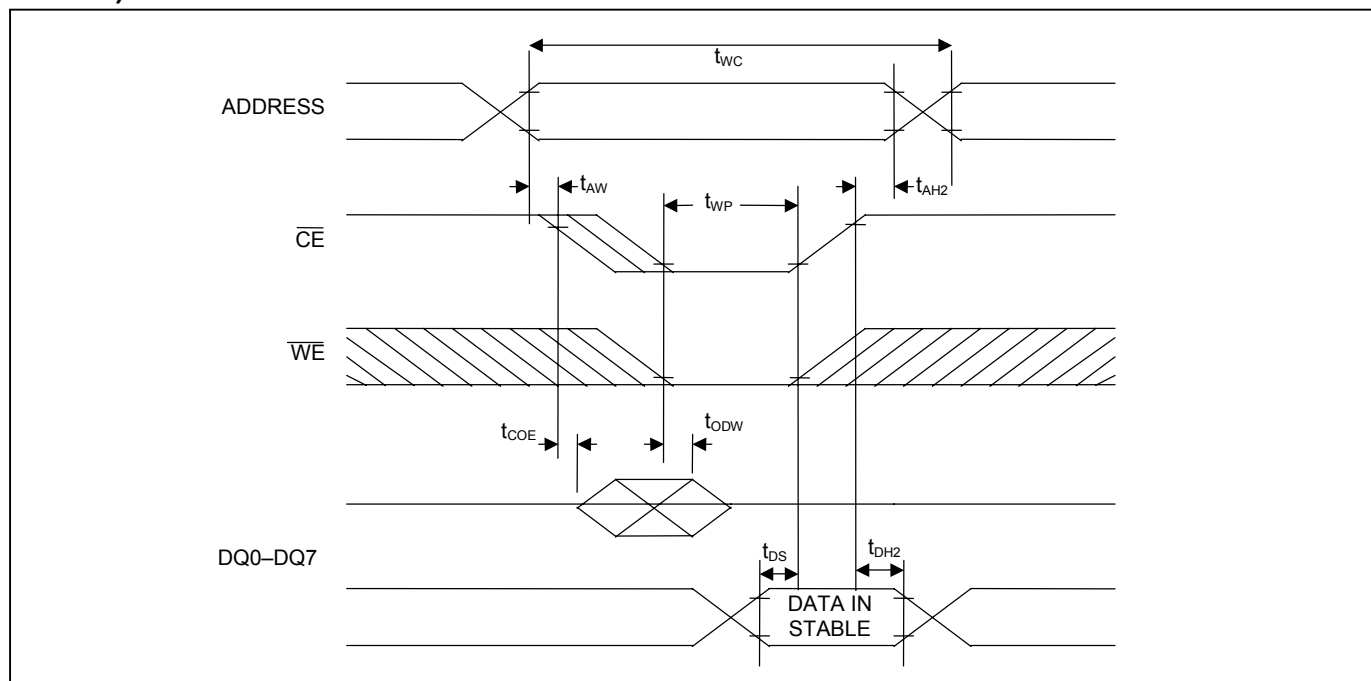 tWC
ADDRESS
tAW
tAH2
tWP
CE
WE
tCOE
tODW
DQ0–DQ7
tDS
tDH2
DATA IN
STABLE